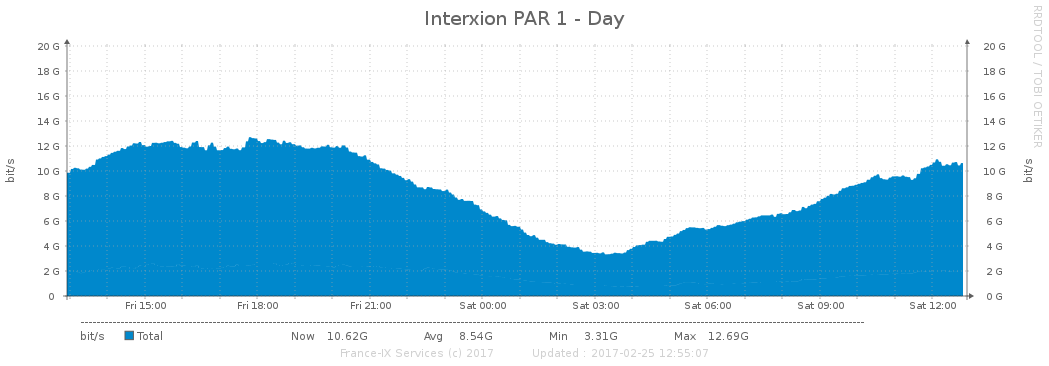 Interxion PAR 1 - Day
RRDTOOL / TOBI OETIKER
bit/s
20 G 20 G
18 G 18 G
16 G 16 G
14 G 14 G
12 G 12 G
10 G 10 G
8 G 8 G
6 G 6 G
4 G 4 G
2 G 2 G
0 0 G
bit/s
Fri 15:00 Fri 18:00 Fri 21:00 Sat 00:00 Sat 03:00 Sat 06:00 Sat 09:00 Sat 12:00
bit/s Total Now 10.62G Avg 8.54G Min 3.31G Max 12.69G
France-IX Services (c) 2017 Updated : 2017-02-25 12:55:07